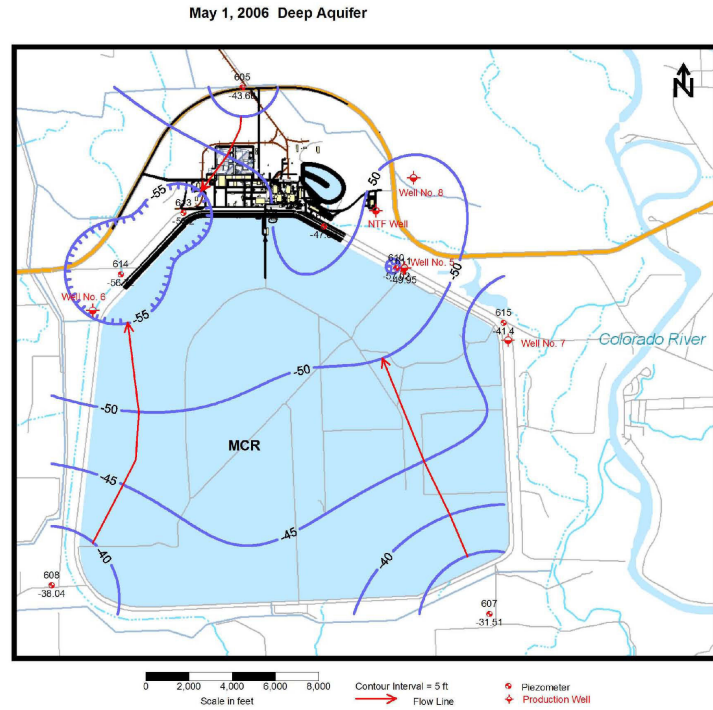 May 1, 2006 Deep Aquifer
N
605
-43.66
-55
50
Well No. 8
NTF Well
614
610
Well No. 5
-49.95
-50
Well No. 6
-55
615
-41.4
Well No. 7
Colorado River
-50
-50
MCR
-45
-45
-40
-40
608
-38.04
607
-31.51
0 2,000 4,000 6,000 8,000
Scale in feet
Contour Interval = 5 ft
Flow Line
Piezometer
Production Well